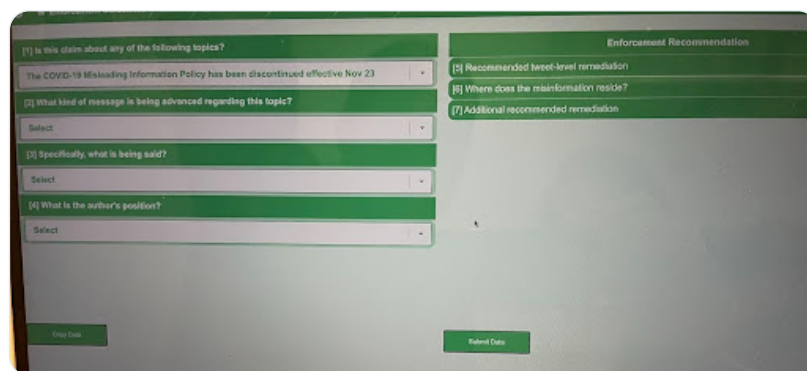 [1] Is this claim about any of the following topics?
The COVID-19 Misleading Information Policy has been discontinued effective Nov 23
[2] What kind of message is being advanced regarding this topic?
Select
[3] Specifically, what is being said?
Select
[4] What is the author's position?
Select
Copy Data
Enforcement Recommendation
[5] Recommended tweet-level remediation
[6] Where does the misinformation reside?
[7] Additional recommended remediation
Submit Data